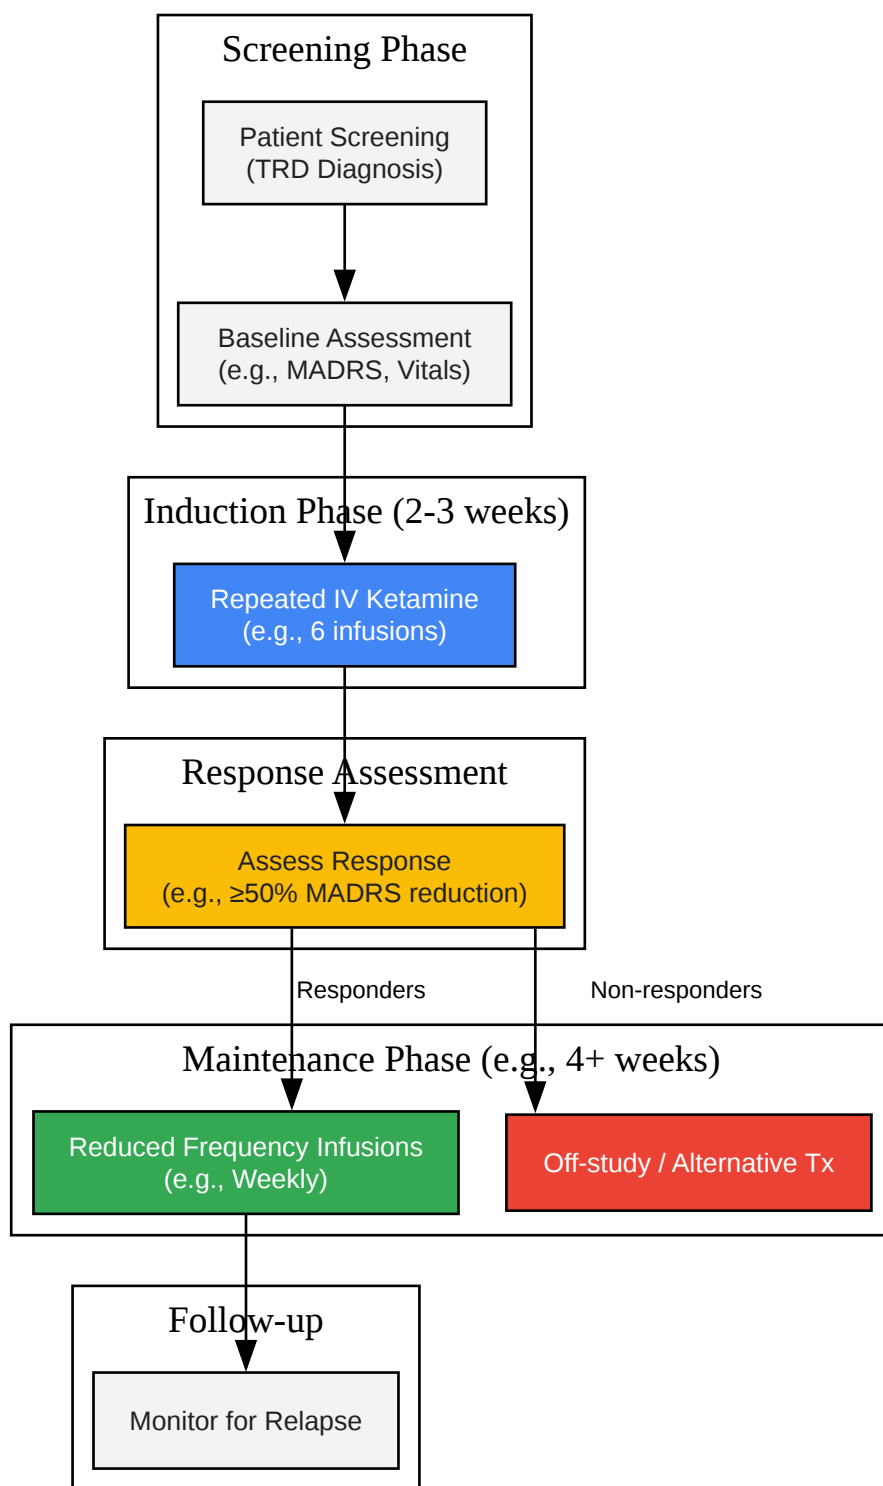 Screening Phase
Patient Screening
(TRD Diagnosis)
Baseline Assessment
(e.g., MADRS, Vitals)
Induction Phase (2-3 weeks)
Repeated IV Ketamine
(e.g., 6 infusions)
Response Assessment
Assess Response
(e.g., ≥50% MADRS reduction)
Responders
Non-responders
Maintenance Phase (e.g., 4+ weeks)
Reduced Frequency Infusions
(e.g., Weekly)
Off-study / Alternative Tx
Follow-up
Monitor for Relapse